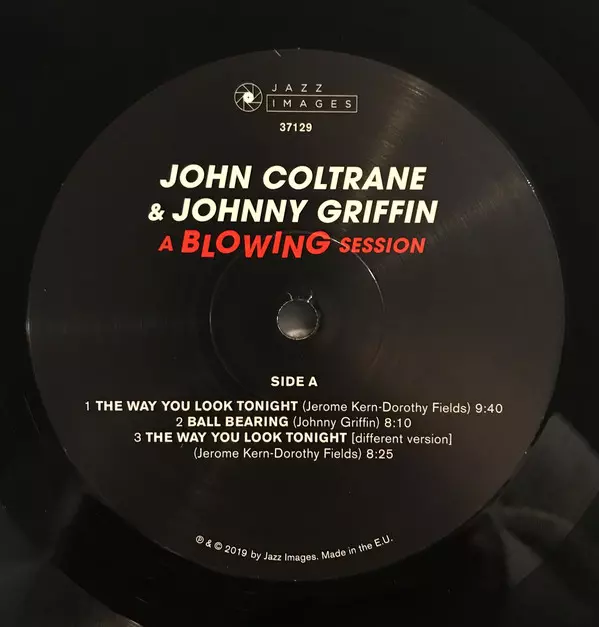 JAZZ
IMAGES
37129
JOHN COLTRANE
& JOHNNY GRIFFIN
A BLOWING SESSION
SIDE A
1 THE WAY YOU LOOK TONIGHT (Jerome Kern-Dorothy Fields) 9:40
2 BALL BEARING (Johnny Griffin) 8:10
3 THE WAY YOU LOOK TONIGHT [different version]
(Jerome Kern-Dorothy Fields) 8:25
℗ & © 2019 by Jazz Images. Made in the E.U.